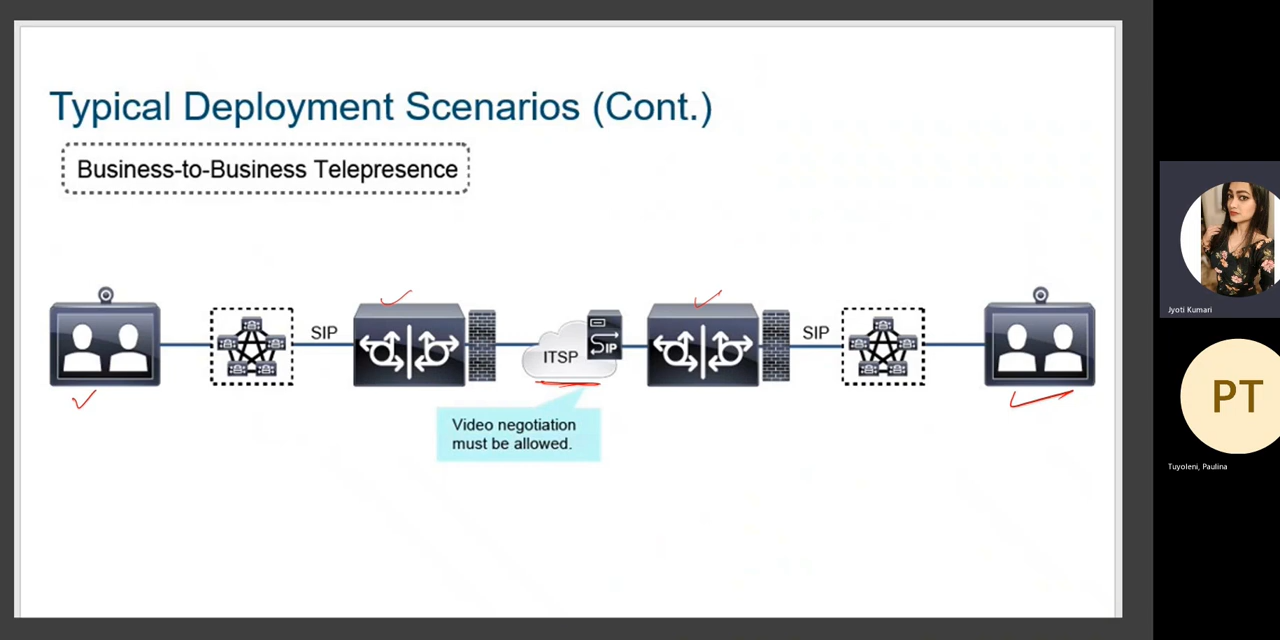 Typical Deployment Scenarios (Cont.)
Business-to-Business Telepresence
SIP
ITSP
SIP
SIP
Video negotiation
must be allowed.
Jyoti Kumari
PT
Tuyoleni, Paulina